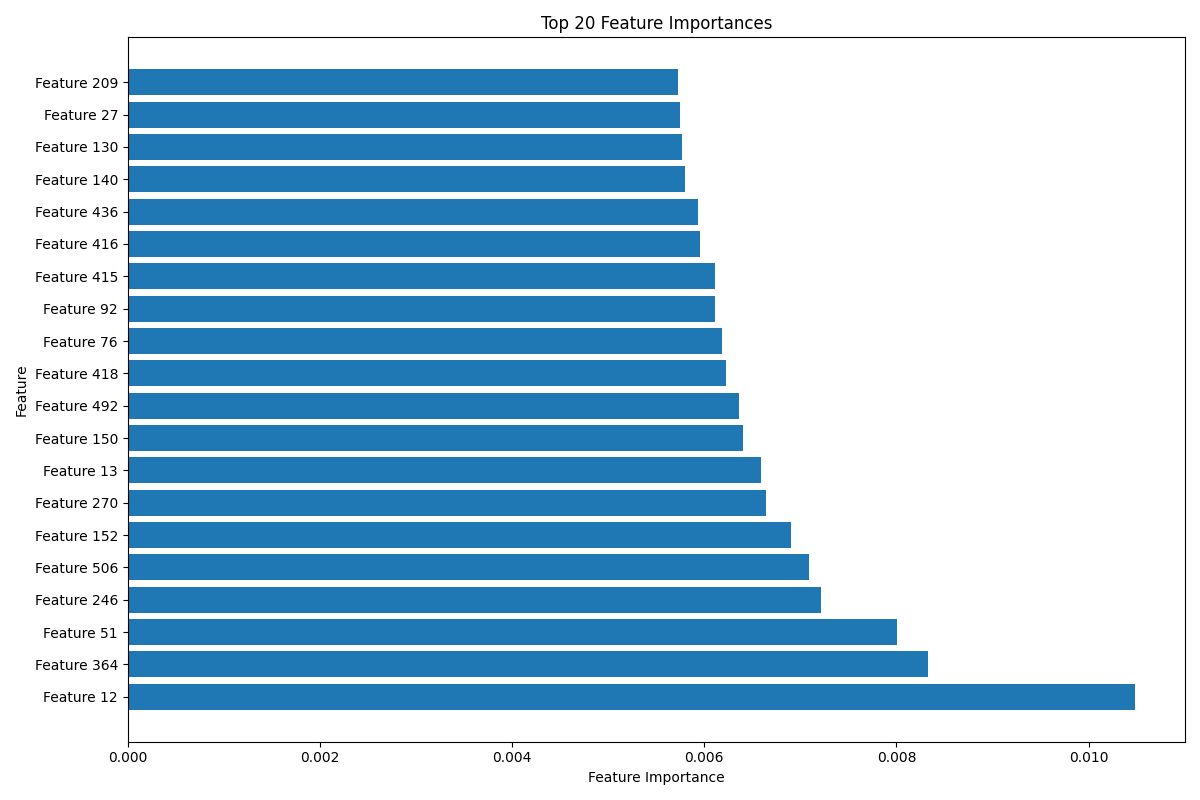 Top 20 Feature Importances
Feature
Feature 209
Feature 27
Feature 130
Feature 140
Feature 436
Feature 416
Feature 415
Feature 92
Feature 76
Feature 418
Feature 492
Feature 150
Feature 13
Feature 270
Feature 152
Feature 506
Feature 246
Feature 51
Feature 364
Feature 12
0.000 0.002 0.004 0.006 0.008 0.010
Feature Importance